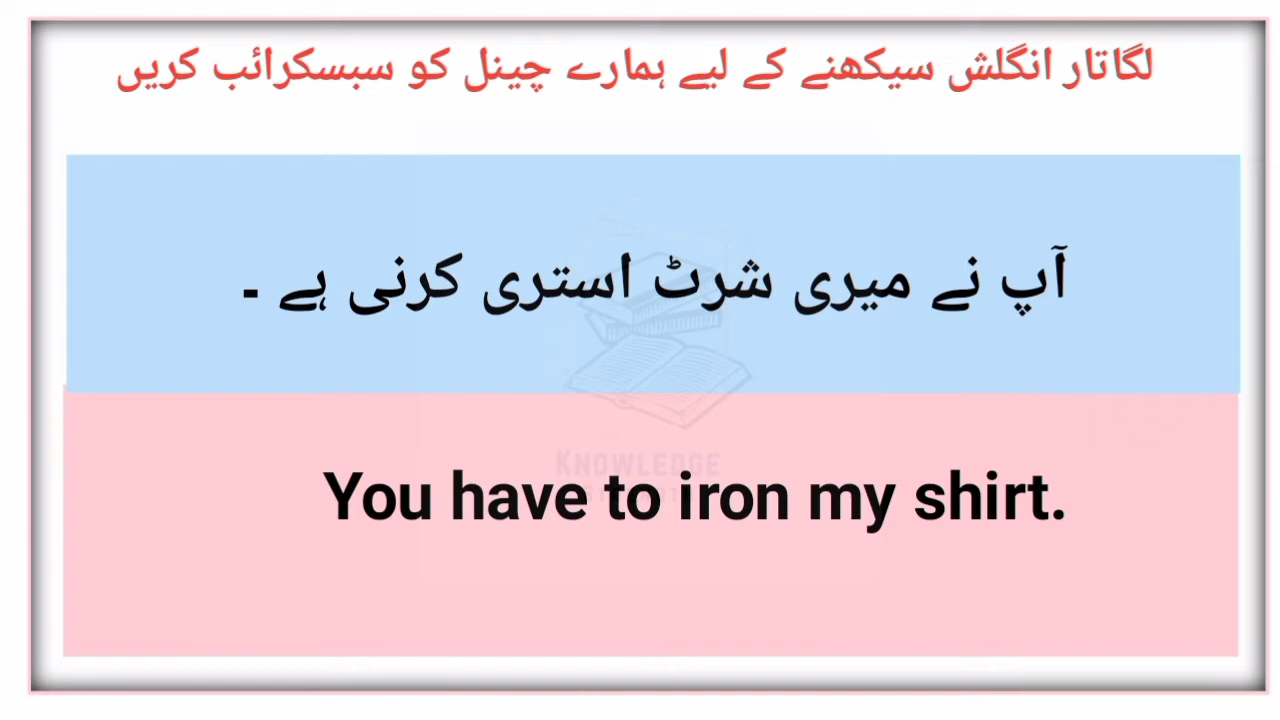 لگاتار انگلش سیکھنے کے لیے ہمارے چینل کو سبسکرائب کریں
آپ نے میری شرٹ استری کرنی ہے ۔
KNOWLEDGE
You have to iron my shirt.